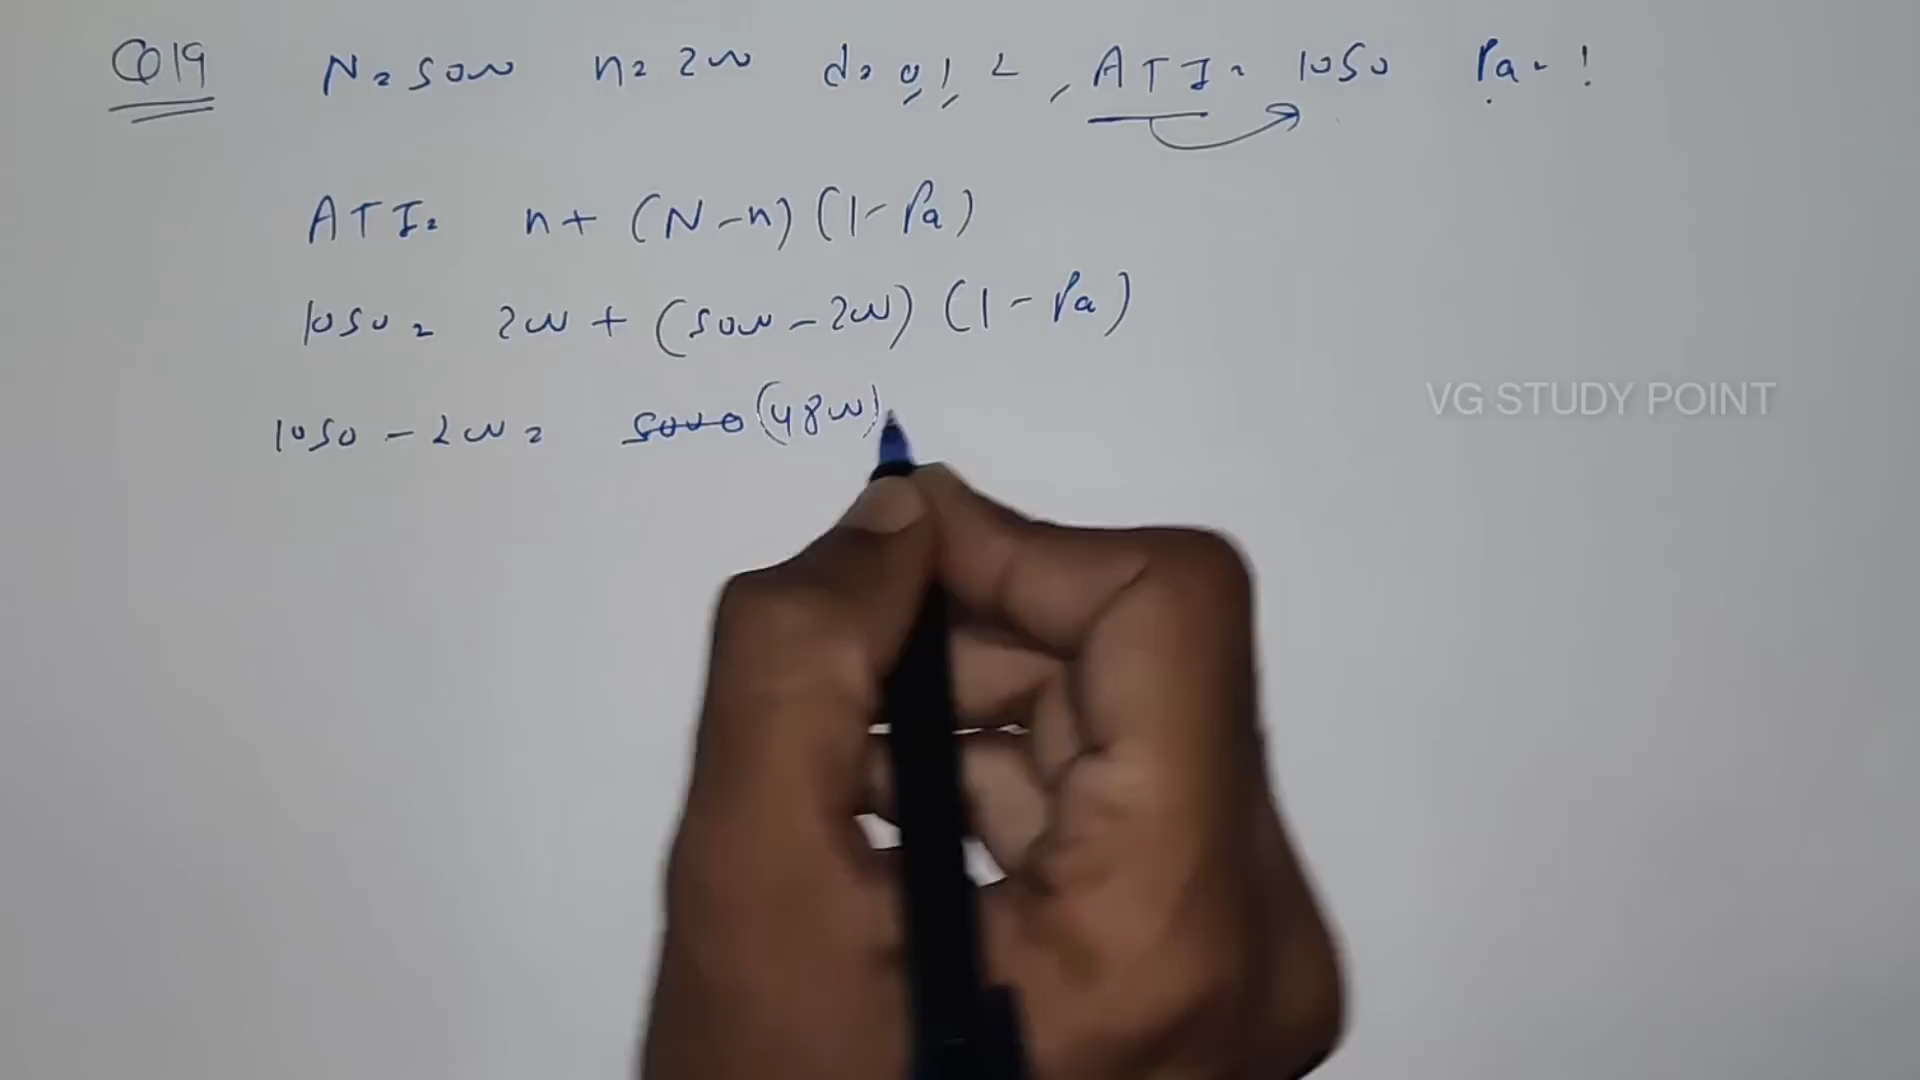 Q19 N = 5000 n = 200 d = 0, 1, 2, ATI = 1050 Pa = ?
ATI = n + (N - n) (1 - Pa)
1050 = 200 + (5000 - 200) (1 - Pa)
VG STUDY POINT
1050 - 200 = 5000 (4800)